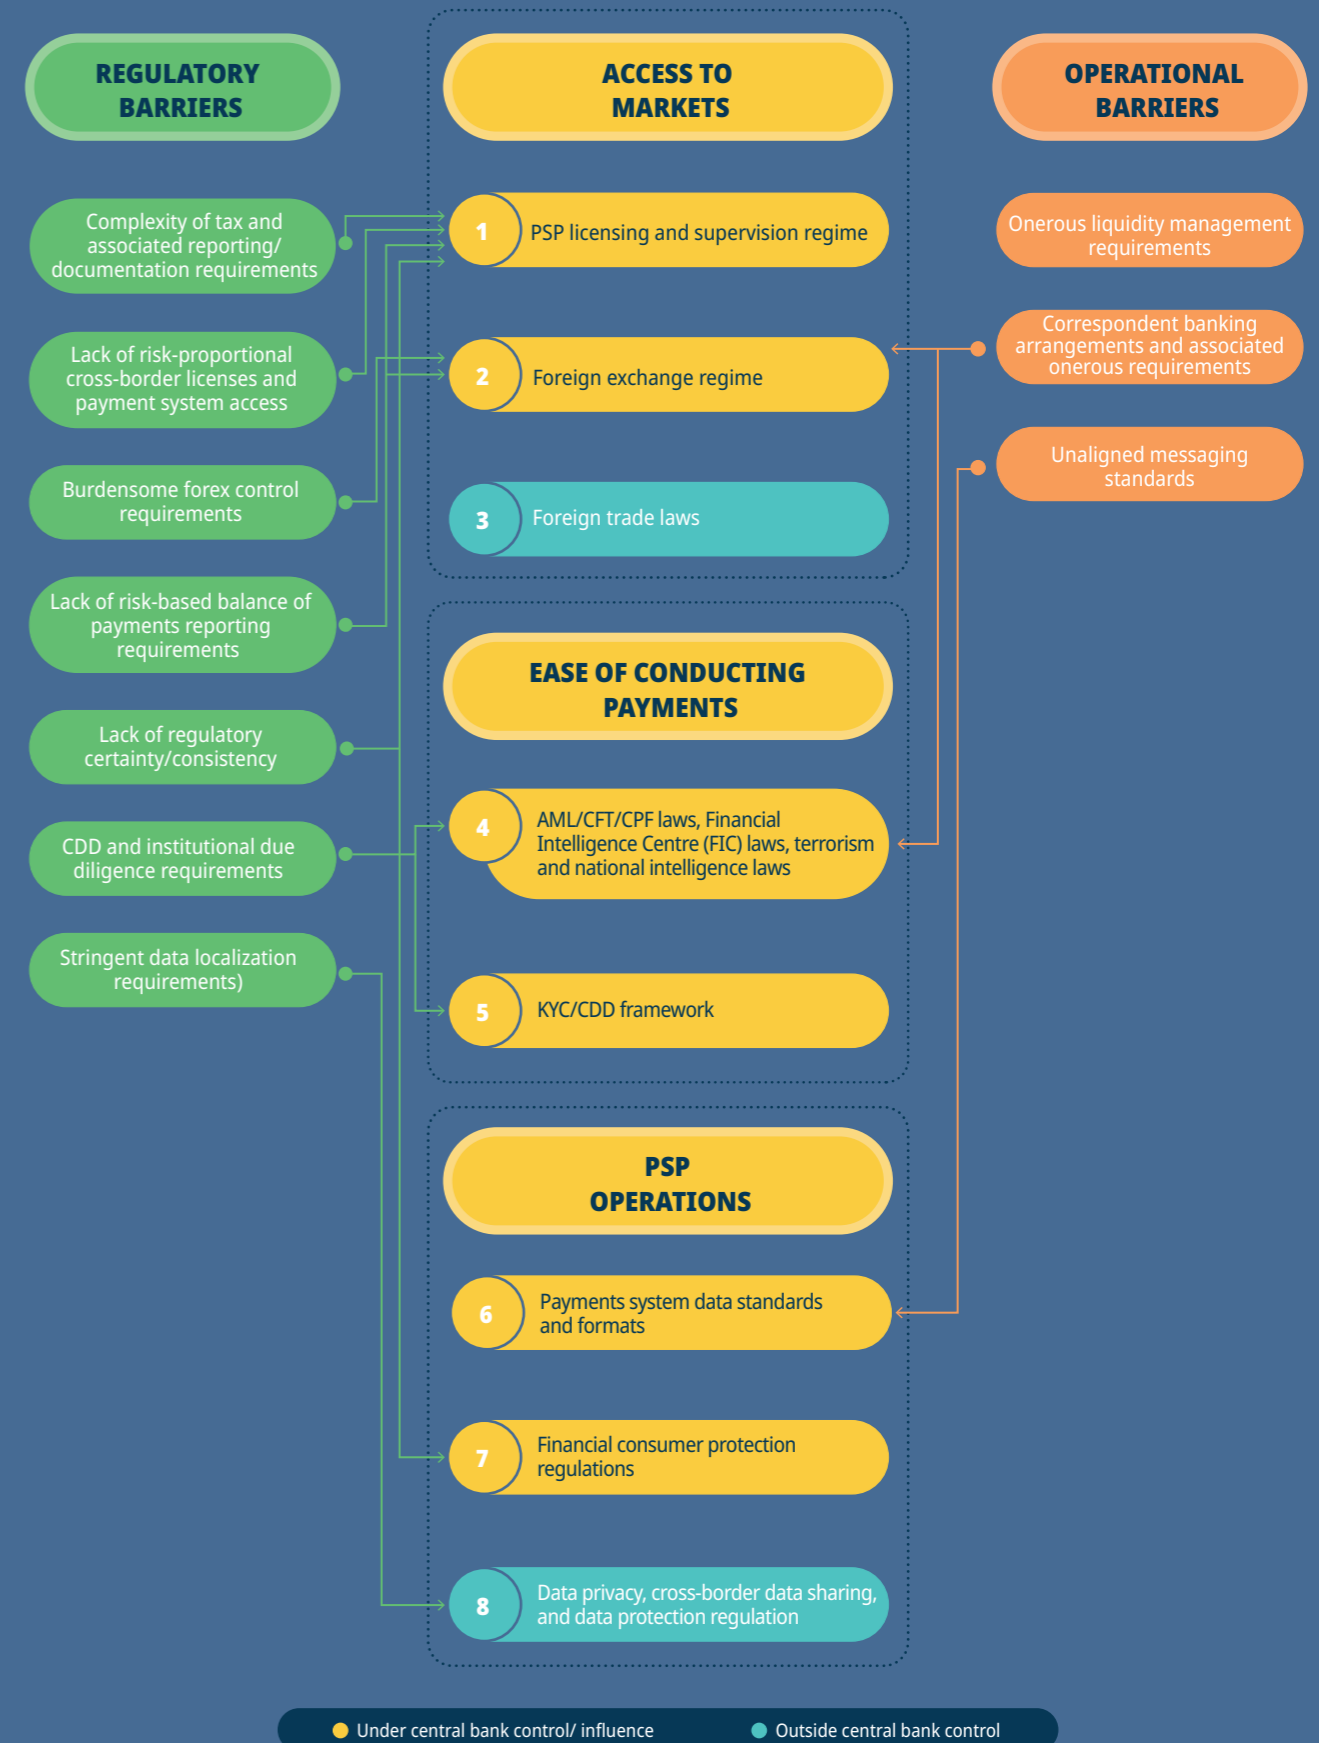 REGULATORY
BARRIERS
Complexity of tax and
associated reporting/
documentation requirements
Lack of risk-proportional
cross-border licenses and
payment system access
Burdensome forex control
requirements
Lack of risk-based balance of
payments reporting
requirements
Lack of regulatory
certainty/consistency
CDD and institutional due
diligence requirements
Stringent data localization
requirements)
ACCESS TO
MARKETS
1
PSP licensing and supervision regime
2
Foreign exchange regime
3
Foreign trade laws
EASE OF CONDUCTING
PAYMENTS
4
AML/CFT/CPF laws, Financial
Intelligence Centre (FIC) laws, terrorism
and national intelligence laws
5
KYC/CDD framework
PSP
OPERATIONS
6
Payments system data standards
and formats
7
Financial consumer protection
regulations
8
Data privacy, cross-border data sharing,
and data protection regulation
OPERATIONAL
BARRIERS
Onerous liquidity management
requirements
Correspondent banking
arrangements and associated
onerous requirements
Unaligned messaging
standards
Under central bank control/ influence
Outside central bank control